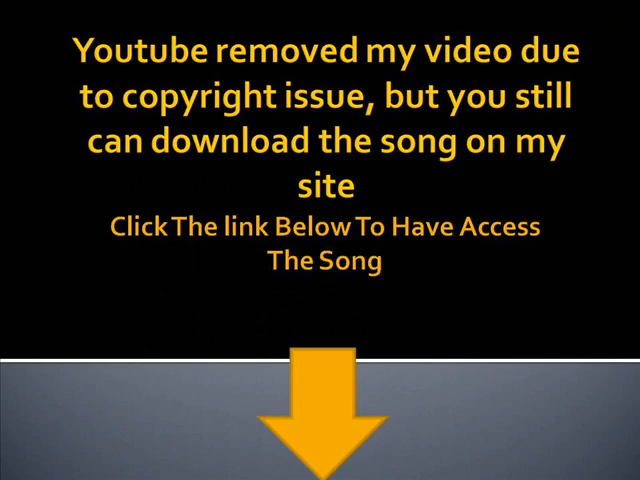 Youtube removed my video due
to copyright issue, but you still
can download the song on my
site
Click The link Below To Have Access
The Song